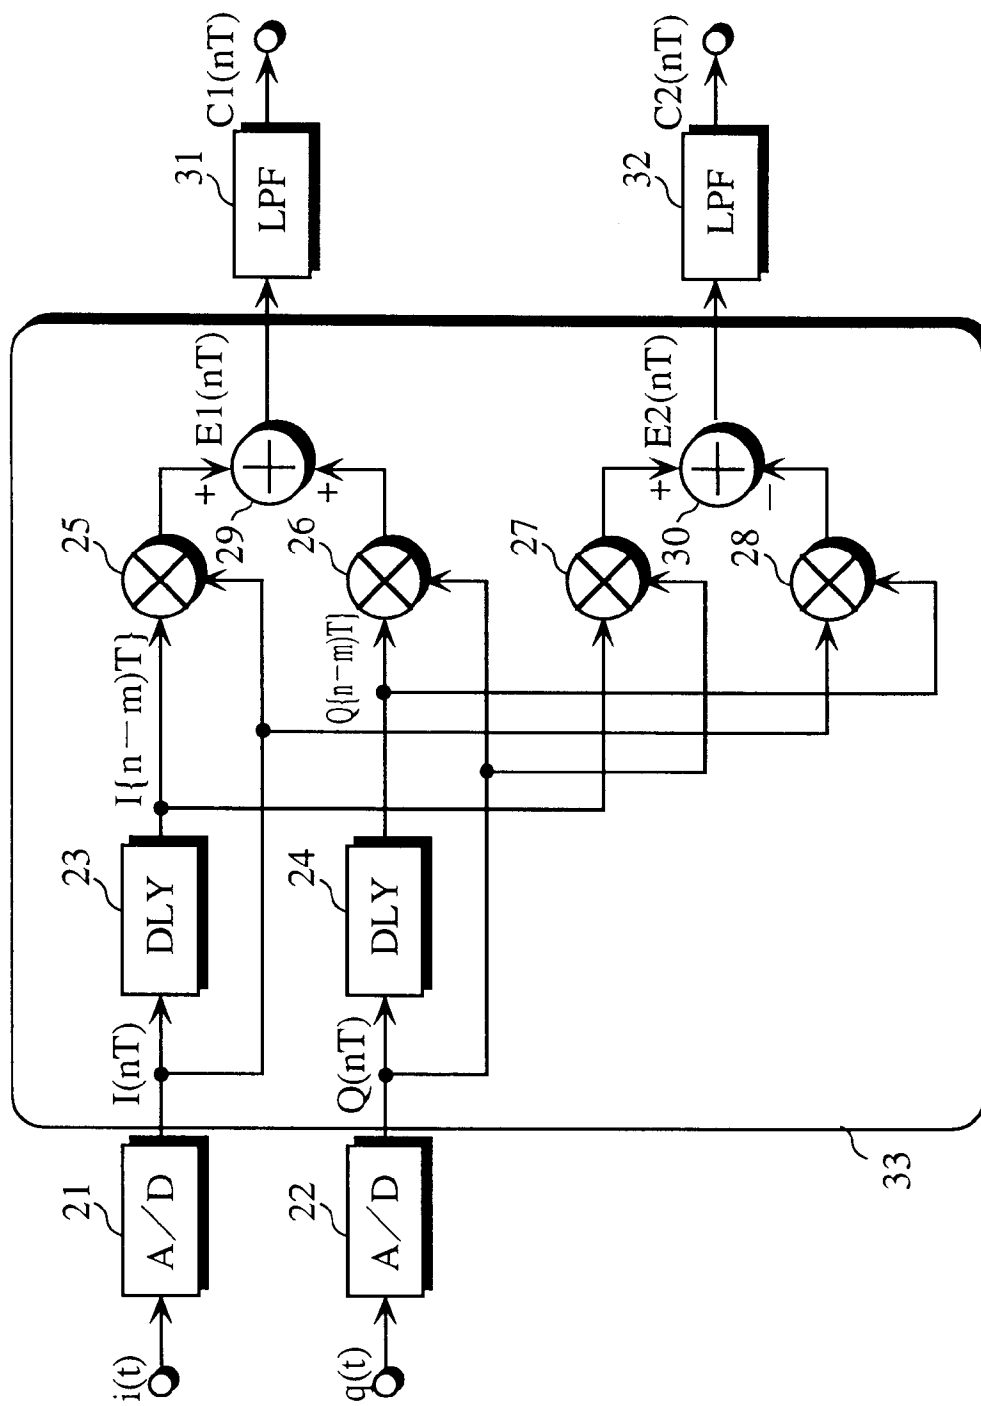 i(t)
21
A/D
I(nT)
23
DLY
I{n－m)T}
25
+
29
E1(nT)
31
LPF
C1(nT)
q(t)
22
A/D
Q(nT)
24
DLY
Q{n－m)T}
26
+
27
+
30
E2(nT)
32
LPF
C2(nT)
28
−
33